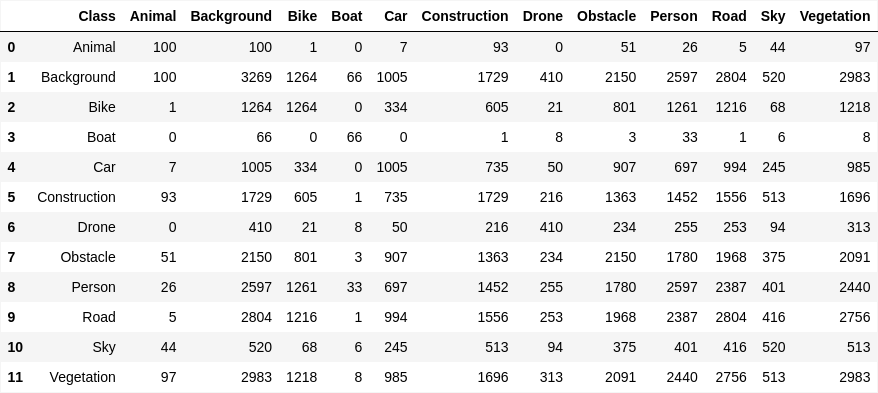 Class Animal Background Bike Boat Car Construction Drone Obstacle Person Road Sky Vegetation
0 Animal 100 100 1 0 7 93 0 51 26 5 44 97
1 Background 100 3269 1264 66 1005 1729 410 2150 2597 2804 520 2983
2 Bike 1 1264 1264 0 334 605 21 801 1261 1216 68 1218
3 Boat 0 66 0 66 0 1 8 3 33 1 6 8
4 Car 7 1005 334 0 1005 735 50 907 697 994 245 985
5 Construction 93 1729 605 1 735 1729 216 1363 1452 1556 513 1696
6 Drone 0 410 21 8 50 216 410 234 255 253 94 313
7 Obstacle 51 2150 801 3 907 1363 234 2150 1780 1968 375 2091
8 Person 26 2597 1261 33 697 1452 255 1780 2597 2387 401 2440
9 Road 5 2804 1216 1 994 1556 253 1968 2387 2804 416 2756
10 Sky 44 520 68 6 245 513 94 375 401 416 520 513
11 Vegetation 97 2983 1218 8 985 1696 313 2091 2440 2756 513 2983